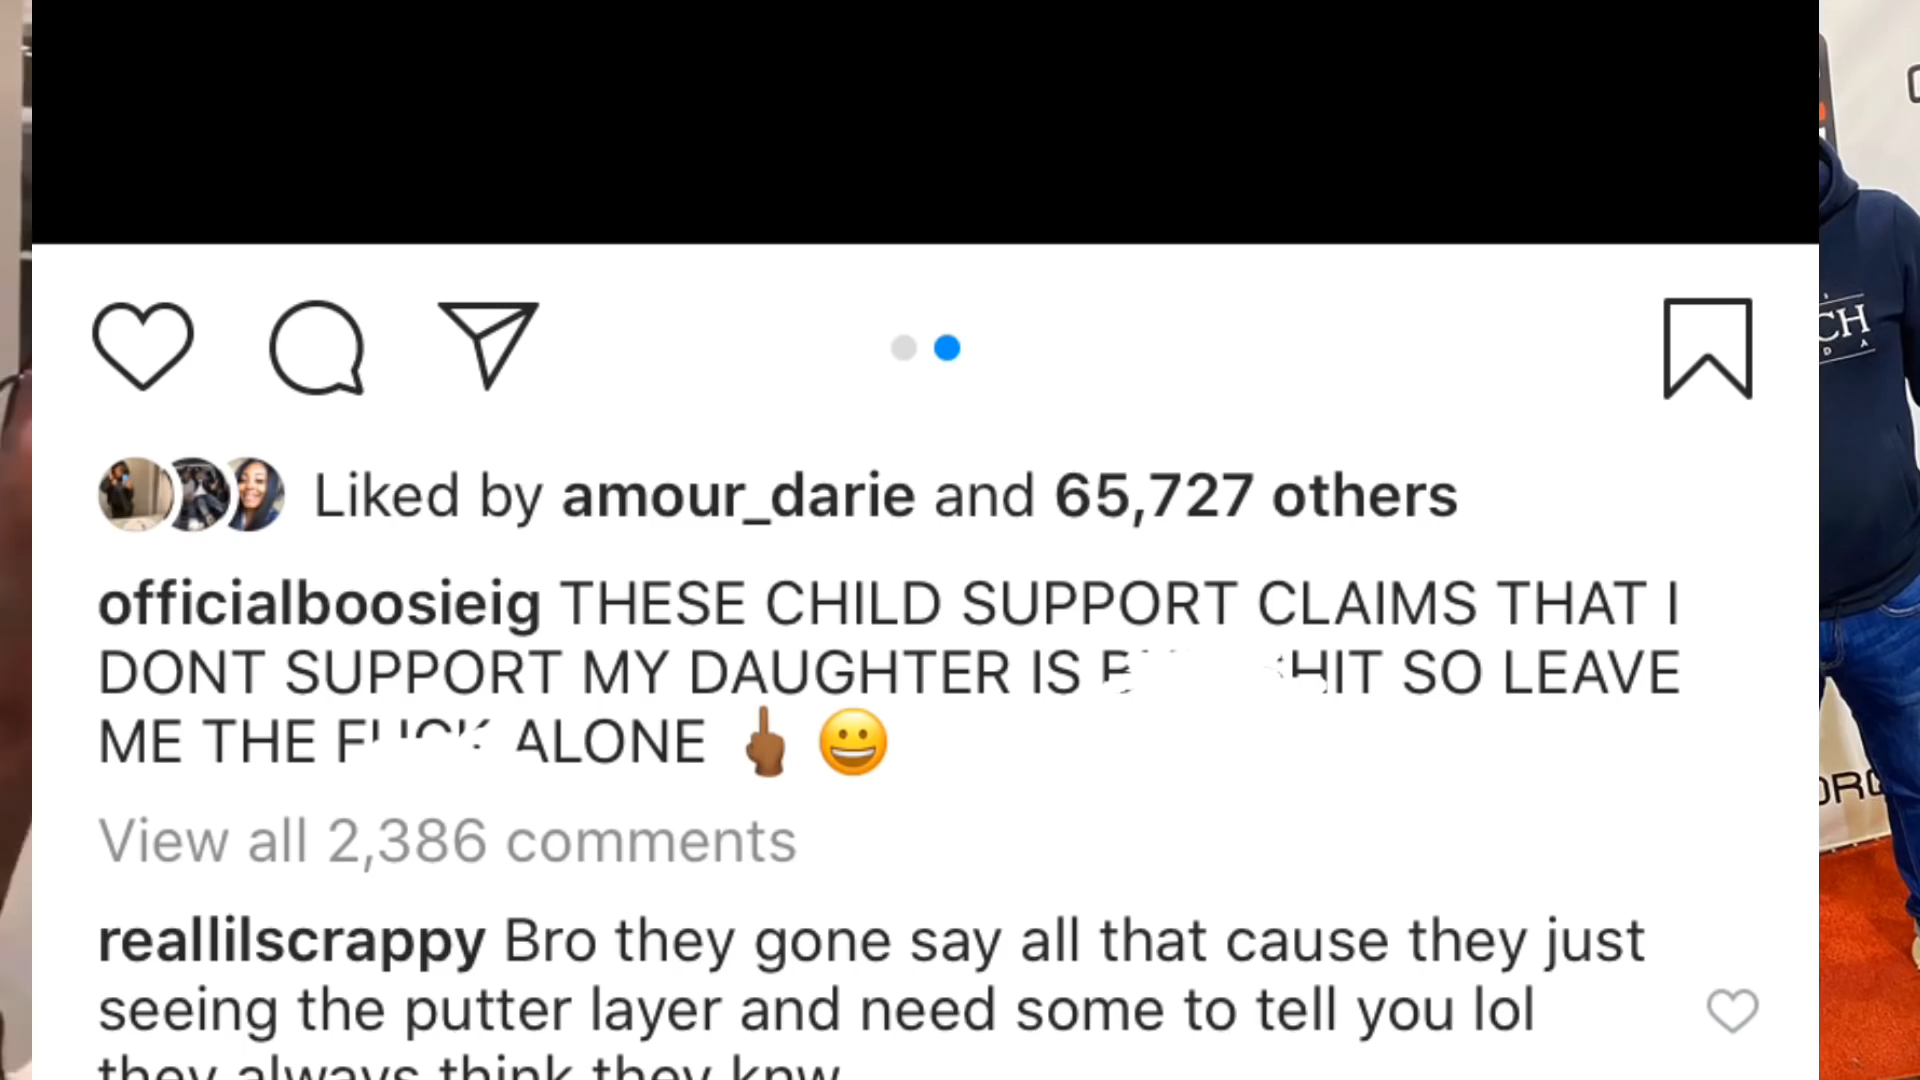 Liked by amour_darie and 65,727 others
officialboosieig THESE CHILD SUPPORT CLAIMS THAT I
DONT SUPPORT MY DAUGHTER IS SO LEAVE
ME THE FUCK ALONE 🖕🏾 😀
View all 2,386 comments
reallilscrappy Bro they gone say all that cause they just
seeing the putter layer and need some to tell you lol
they always think they knw
CH
D A
ORG